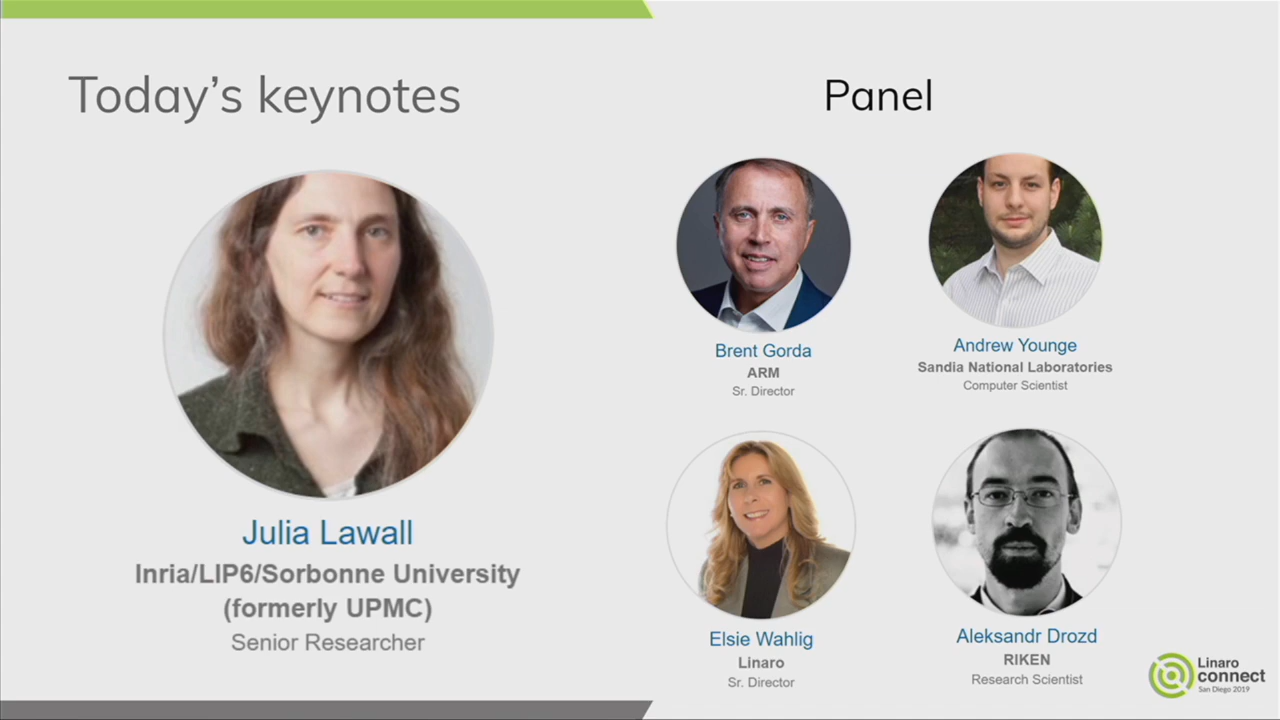 Today's keynotes
Julia Lawall
Inria/LIP6/Sorbonne University
(formerly UPMC)
Senior Researcher
Panel
Brent Gorda
ARM
Sr. Director
Andrew Younge
Sandia National Laboratories
Computer Scientist
Elsie Wahlig
Linaro
Sr. Director
Aleksandr Drozd
RIKEN
Research Scientist
Linaro
connect
San Diego 2019